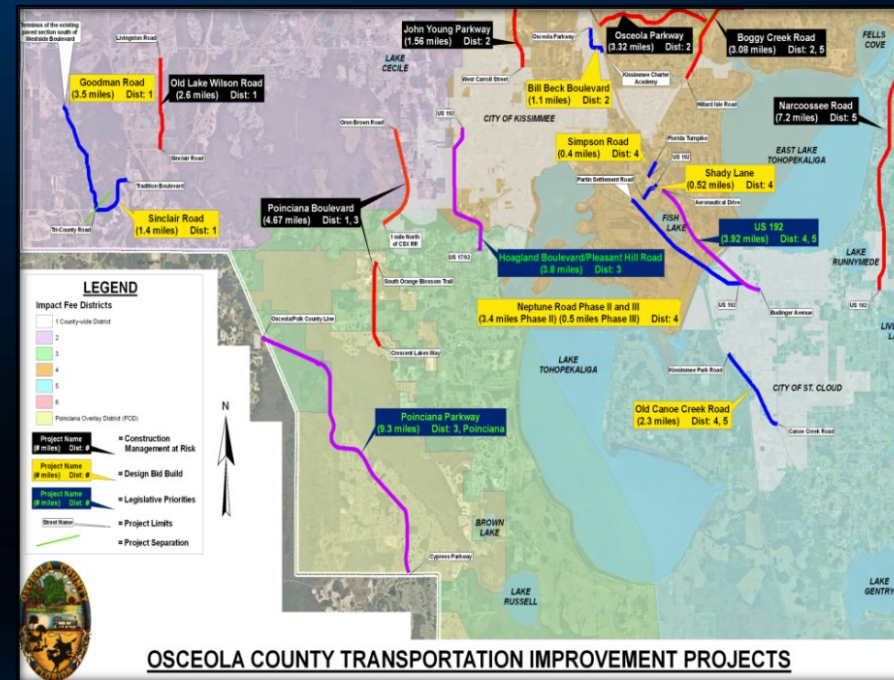 Terminus of the existing
paved section south of
Westside Boulevard
Livingston Road
Goodman Road
(3.5 miles) Dist: 1
Old Lake Wilson Road
(2.6 miles) Dist: 1
Sinclair Road
Tradition Boulevard
Tri-County Road
Sinclair Road
(1.4 miles) Dist: 1
LAKE
CECILE
Oren Brown Road
Poinciana Boulevard
(4.67 miles) Dist: 1, 3
1 mile North
of CSX RR
South Orange Blossom Trail
Crescent Lakes Way
John Young Parkway
(1.56 miles) Dist: 2
West Carroll Street
US 192
CITY OF KISSIMMEE
US 17/92
Hoagland Boulevard/Pleasant Hill Road
(3.8 miles) Dist: 3
Osceola Parkway
Osceola Parkway
(3.32 miles) Dist: 2
Boggy Creek Road
(3.08 miles) Dist: 2, 5
Bill Beck Boulevard
(1.1 miles) Dist: 2
Kissimmee Charter
Academy
Hilliard Isle Road
FELLS
COVE
Narcoossee Road
(7.2 miles) Dist: 5
Simpson Road
(0.4 miles) Dist: 4
Florida Turnpike
US 192
EAST LAKE
TOHOPEKALIGA
Partin Settlement Road
Shady Lane
(0.52 miles) Dist: 4
Aeronautical Drive
FISH
LAKE
US 192
(3.92 miles) Dist: 4, 5
LAKE
RUNNYMEDE
US 192
Neptune Road Phase II and III
(3.4 miles Phase II) (0.5 miles Phase III) Dist: 4
US 192
Budinger Avenue
LAKE
TOHOPEKALIGA
Kissimmee Park Road
CITY OF ST. CLOUD
Old Canoe Creek Road
(2.3 miles) Dist: 4, 5
Canoe Creek Road
Osceola/Polk County Line
Poinciana Parkway
(9.3 miles) Dist: 3, Poinciana
Cypress Parkway
BROWN
LAKE
LAKE
RUSSELL
LAKE
GENTRY
N
LEGEND
Impact Fee Districts
1 County-wide District
2
3
4
5
6
Poinciana Overlay District (POD)
Project Name
(# miles) Dist: #
= Construction
Management at Risk
Project Name
(# miles) Dist: #
= Design Bid Build
Project Name
(# miles) Dist: #
= Legislative Priorities
Street Name
= Project Limits
= Project Separation
OSCEOLA COUNTY
FLORIDA
OSCEOLA COUNTY TRANSPORTATION IMPROVEMENT PROJECTS